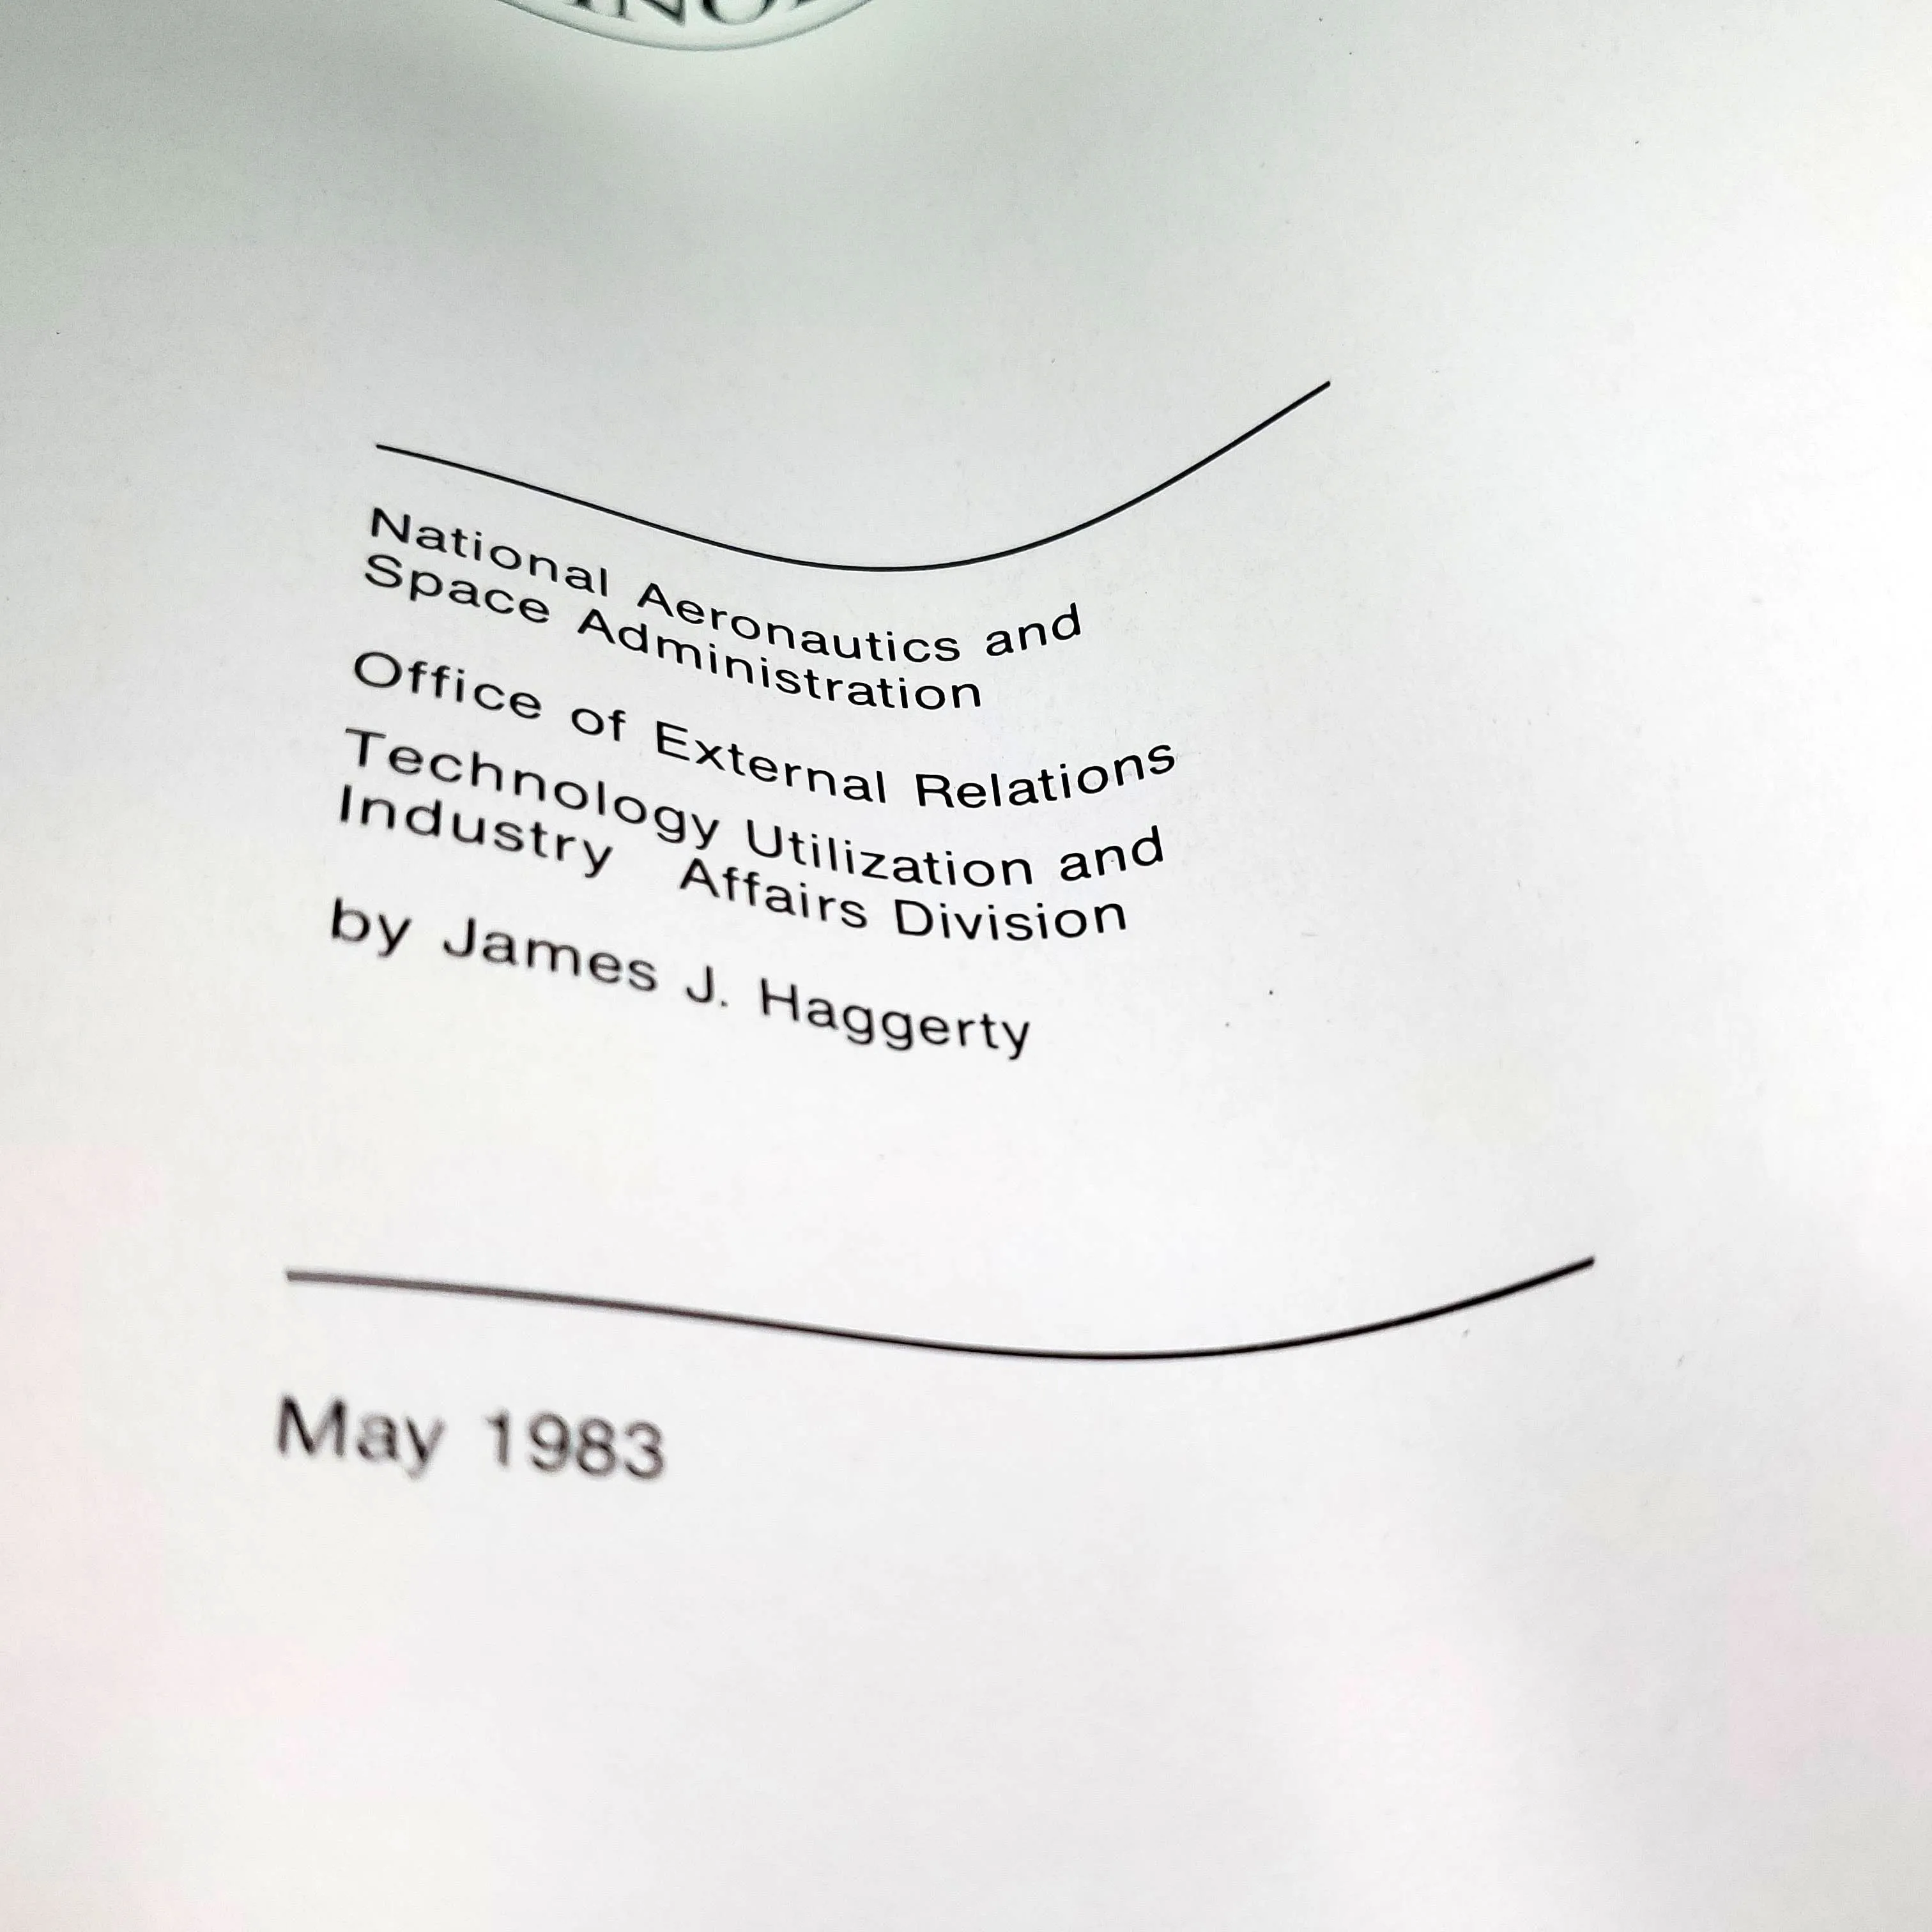 National Aeronautics and
Space Administration
Office of External Relations
Technology Utilization and
Industry Affairs Division
by James J. Haggerty
May 1983